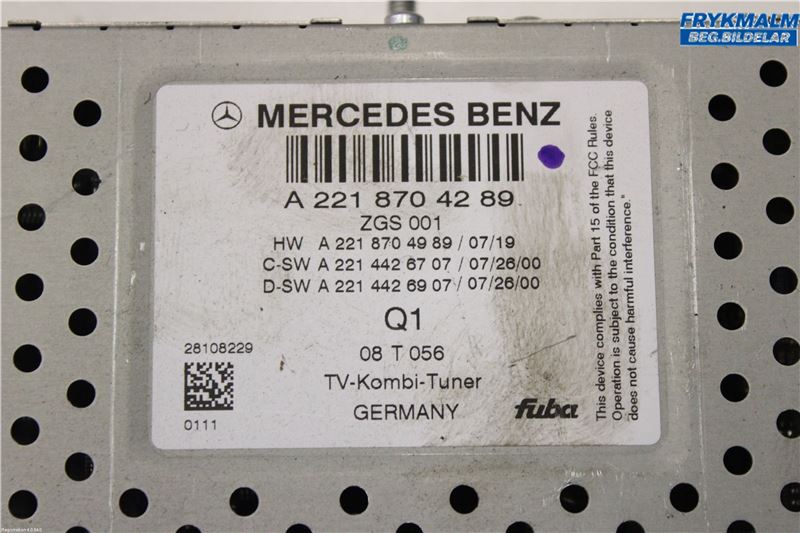 FRYKMALM
BEG.BILDELAR
MERCEDES BENZ
A 221 870 42 89
ZGS 001
HW A 221 870 49 89 / 07/19
C-SW A 221 442 67 07 / 07/26/00
D-SW A 221 442 69 07 / 07/26/00
Q1
28108229
08 T 056
TV-Kombi-Tuner
0111
GERMANY
fuba
This device complies with Part 15 of the FCC Rules.
Operation is subject to the condition that this device
does not cause harmful interference."